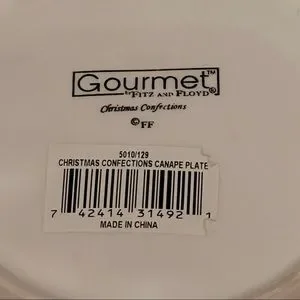 Gourmet™
by FITZ AND FLOYD®
Christmas Confections
©FF
5010/129
CHRISTMAS CONFECTIONS CANAPE PLATE
7 42414 31492 1
MADE IN CHINA